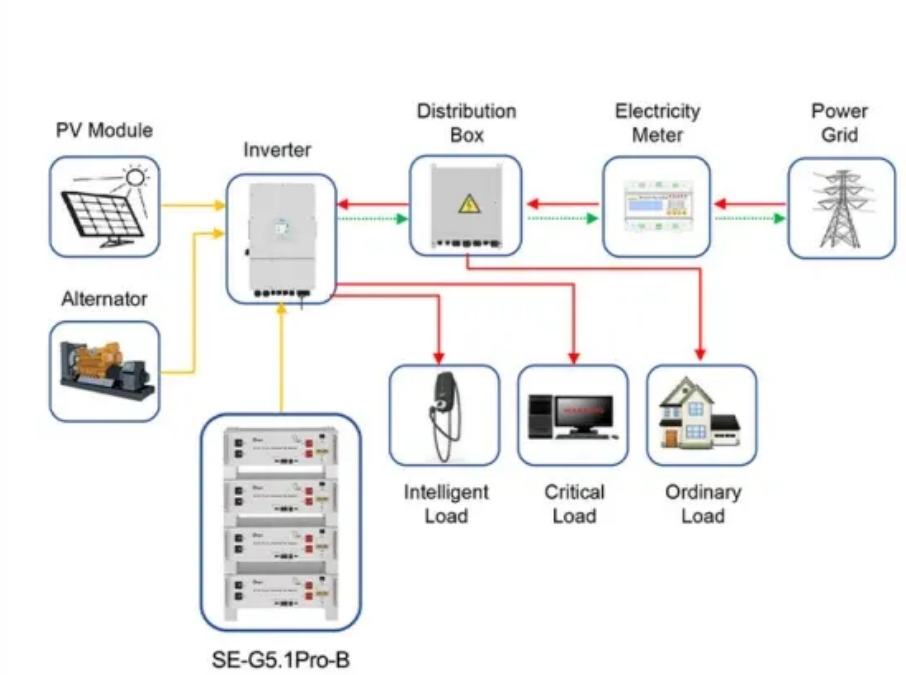 PV Module
Inverter
Distribution
Box
Electricity
Meter
Power
Grid
Alternator
Intelligent
Load
Critical
Load
Ordinary
Load
SE-G5.1Pro-B